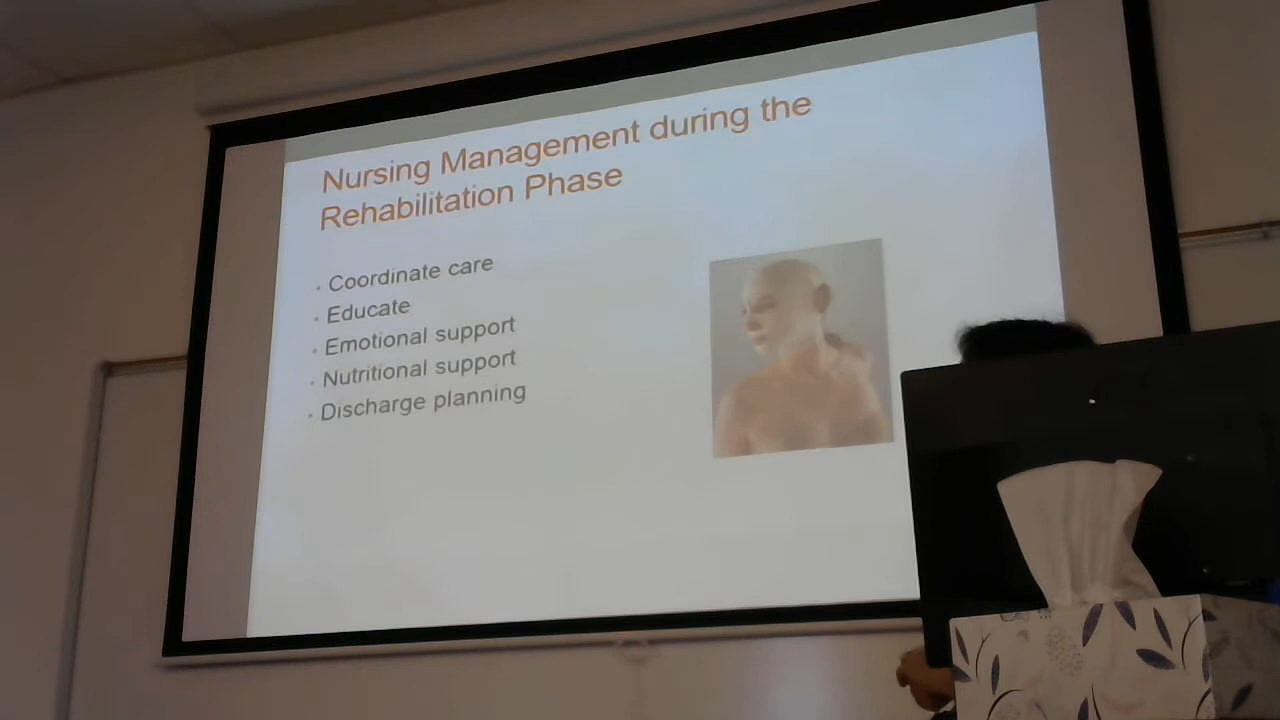 Nursing Management during the
Rehabilitation Phase
• Coordinate care
• Educate
• Emotional support
• Nutritional support
• Discharge planning